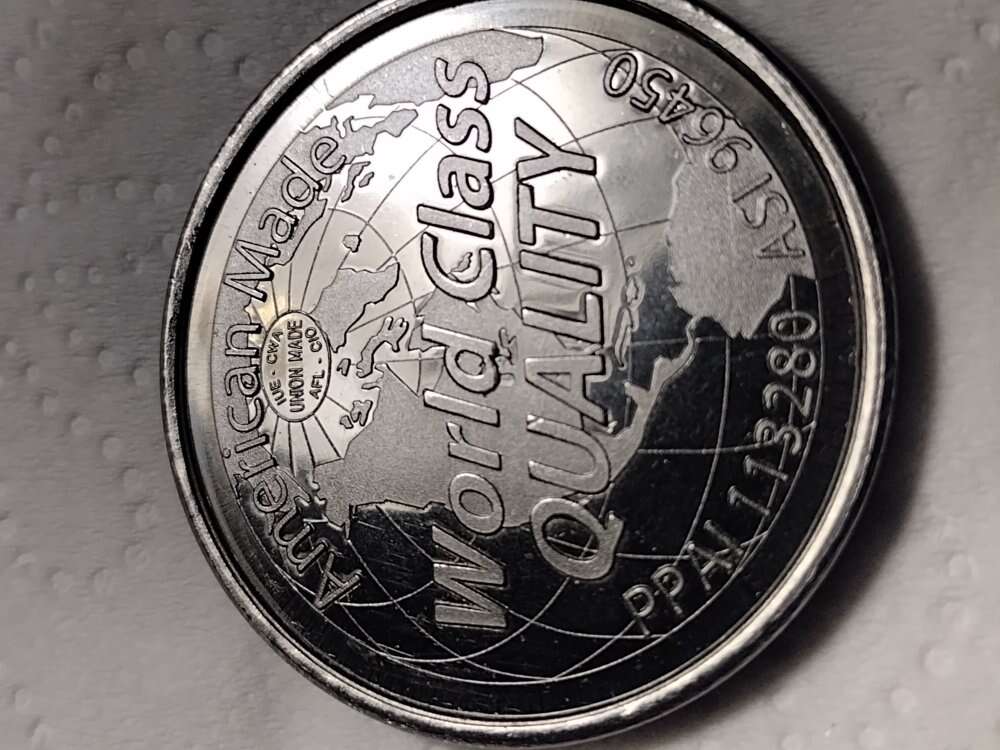 American Made
IUE - CWA
UNION MADE
AFL - CIO
World Class
QUALITY
PPAI 113280
ASI 96450